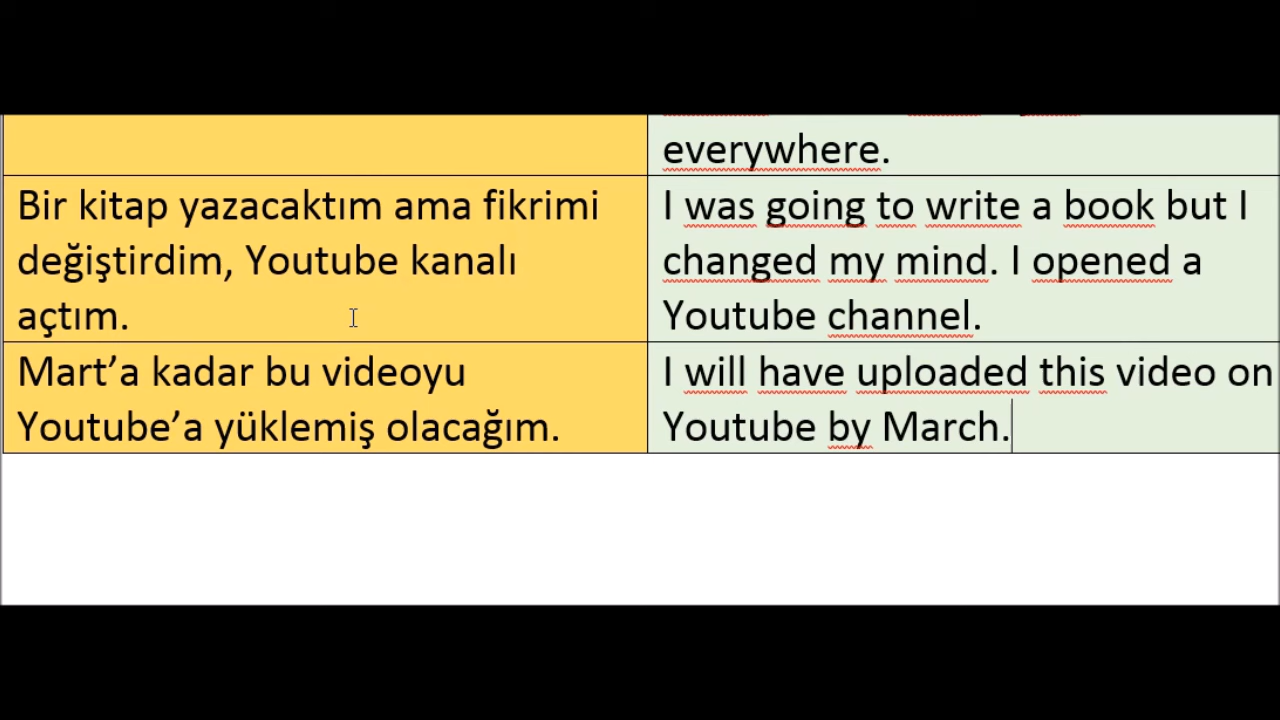 everywhere.
Bir kitap yazacaktım ama fikrimi
değiştirdim, Youtube kanalı
açtım.
I was going to write a book but I
changed my mind. I opened a
Youtube channel.
Mart’a kadar bu videoyu
Youtube’a yüklemiş olacağım.
I will have uploaded this video on
Youtube by March.